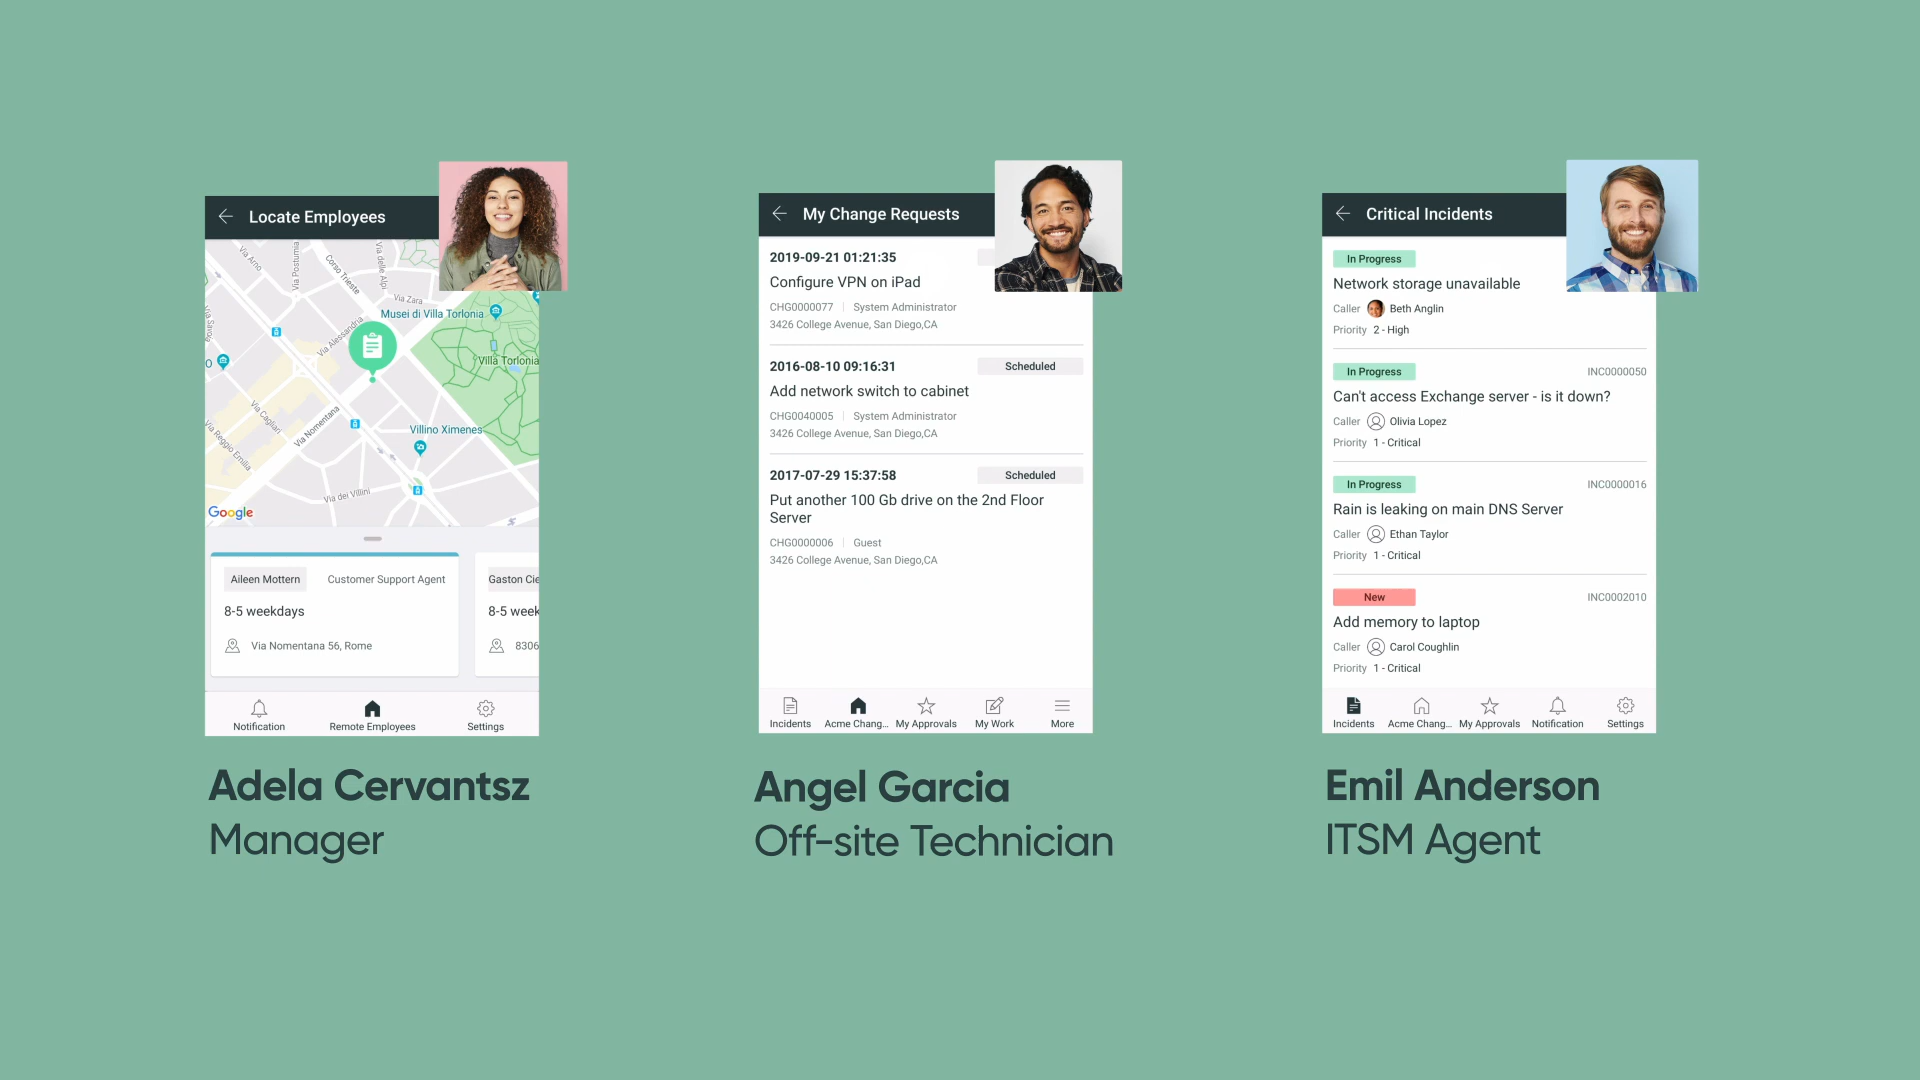 Locate Employees
Via Arno
Via Postumia
Corso Trieste
Via delle Alpi
Via Zara
Musei di Villa Torlonia
Via Alessandria
Villa Torlonia
Via Cagliari
Via Nomentana
Villino Ximenes
Via Reggio Emilia
Via dei Villini
Google
Aileen Mottern
Customer Support Agent
8-5 weekdays
Via Nomentana 56, Rome
Gaston Cie
8-5 week
8306
Notification
Remote Employees
Settings
Adela Cervantsz
Manager
My Change Requests
2019-09-21 01:21:35
Configure VPN on iPad
CHG0000077 | System Administrator
3426 College Avenue, San Diego,CA
2016-08-10 09:16:31
Scheduled
Add network switch to cabinet
CHG0040005 | System Administrator
3426 College Avenue, San Diego,CA
2017-07-29 15:37:58
Scheduled
Put another 100 Gb drive on the 2nd Floor
Server
CHG0000006 | Guest
3426 College Avenue, San Diego,CA
Incidents
Acme Chang...
My Approvals
My Work
More
Angel Garcia
Off-site Technician
Critical Incidents
In Progress
Network storage unavailable
Caller Beth Anglin
Priority 2 - High
In Progress
INC0000050
Can't access Exchange server - is it down?
Caller Olivia Lopez
Priority 1 - Critical
In Progress
INC0000016
Rain is leaking on main DNS Server
Caller Ethan Taylor
Priority 1 - Critical
New
INC0002010
Add memory to laptop
Caller Carol Coughlin
Priority 1 - Critical
Incidents
Acme Chang...
My Approvals
Notification
Settings
Emil Anderson
ITSM Agent